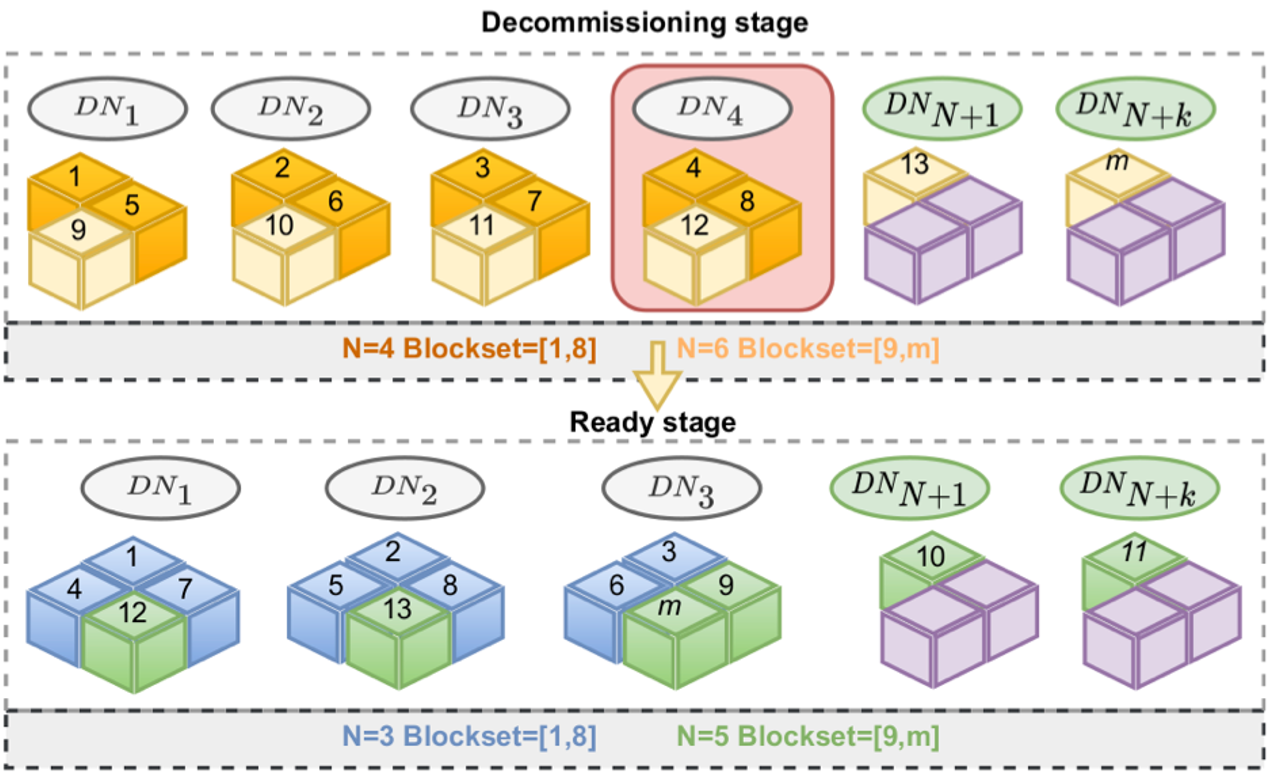 Decommissioning stage
DN1 DN2 DN3 DN4 DNN+1 DNN+k
1 2 3 4 13 m
5 6 7 8
9 10 11 12
N=4 Blockset=[1,8] N=6 Blockset=[9,m]
Ready stage
DN1 DN2 DN3 DNN+1 DNN+k
1 2 3 10 11
4 7 5 8 6 9
12 13 m
N=3 Blockset=[1,8] N=5 Blockset=[9,m]